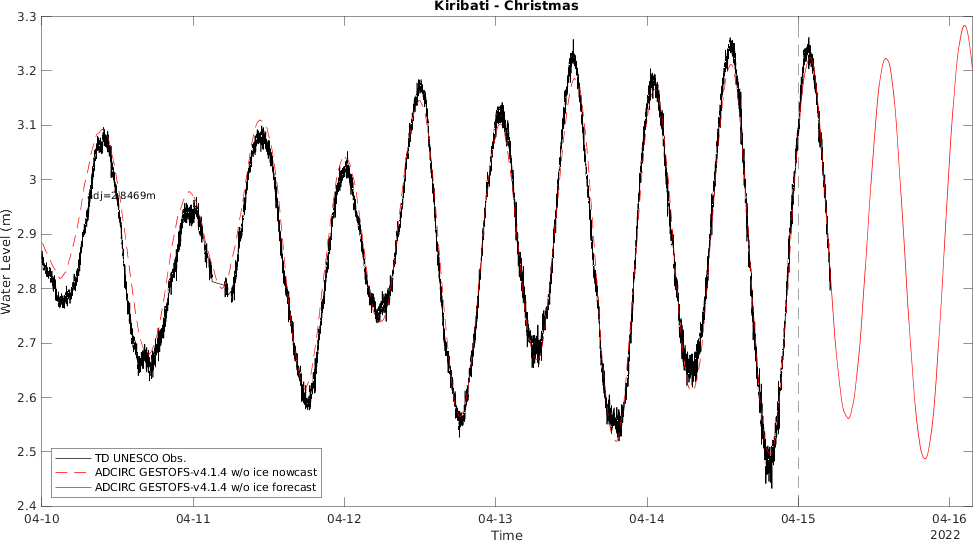 Kiribati - Christmas
3.3
3.2
3.1
3
2.9
2.8
2.7
2.6
2.5
2.4
Water Level (m)
adj=2.8469m
TD UNESCO Obs.
ADCIRC GESTOFS-v4.1.4 w/o ice nowcast
ADCIRC GESTOFS-v4.1.4 w/o ice forecast
04-10 04-11 04-12 04-13 04-14 04-15 04-16
Time
2022